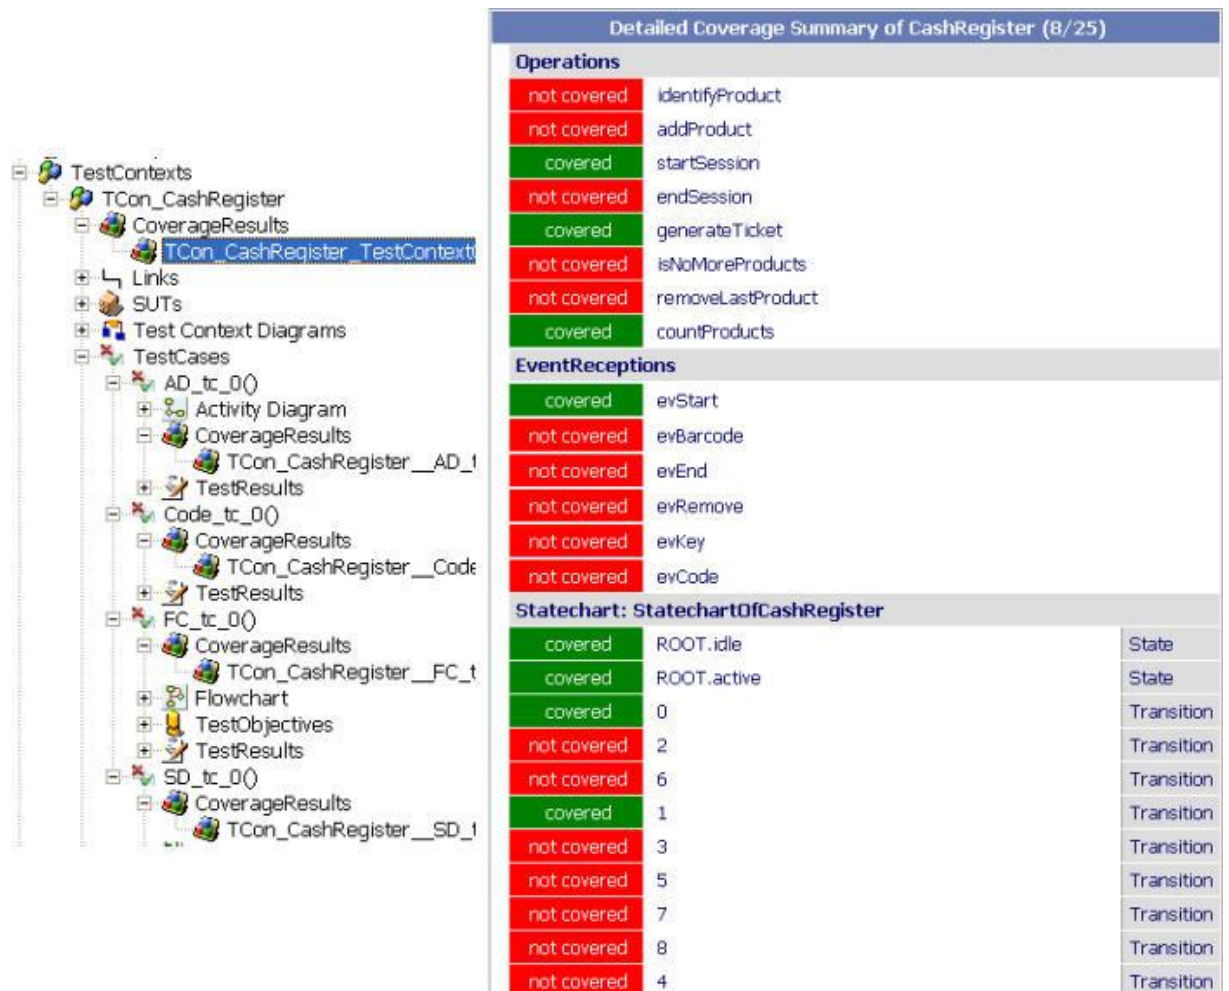 TestContexts
TCon_CashRegister
CoverageResults
TCon_CashRegister_TestContext
Links
SUTs
Test Context Diagrams
TestCases
AD_tc_0()
Activity Diagram
CoverageResults
TCon_CashRegister__AD_t
TestResults
Code_tc_0()
CoverageResults
TCon_CashRegister__Code
TestResults
FC_tc_0()
CoverageResults
TCon_CashRegister__FC_t
Flowchart
TestObjectives
TestResults
SD_tc_0()
CoverageResults
TCon_CashRegister__SD_t
Detailed Coverage Summary of CashRegister (8/25)
Operations
not covered identifyProduct
not covered addProduct
covered startSession
not covered endSession
covered generateTicket
not covered isNoMoreProducts
not covered removeLastProduct
covered countProducts
EventReceptions
covered evStart
not covered evBarcode
not covered evEnd
not covered evRemove
not covered evKey
not covered evCode
Statechart: StatechartOfCashRegister
covered ROOT.idle State
covered ROOT.active State
covered 0 Transition
not covered 2 Transition
not covered 6 Transition
covered 1 Transition
not covered 3 Transition
not covered 5 Transition
not covered 7 Transition
not covered 8 Transition
not covered 4 Transition